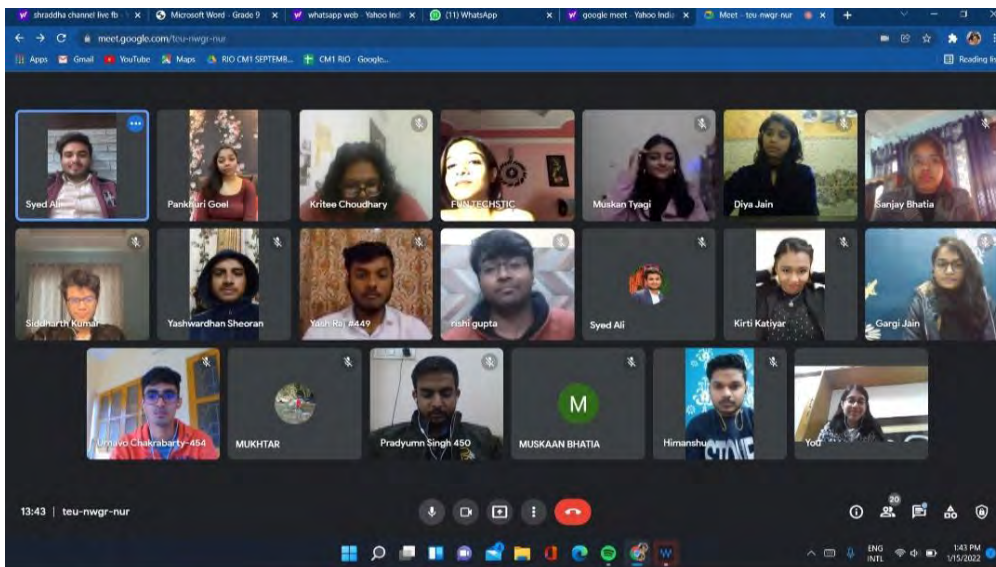 shraddha channel live fb
Microsoft Word - Grade 9
whatsapp web - Yahoo Ind
(11) WhatsApp
google meet - Yahoo India
Meet - teu-nwgr-nur
meet.google.com/teu-nwgr-nur
Apps
Gmail
YouTube
Maps
RIO CM1 SEPTEMB...
CM1 RIO - Google...
Reading lis
Syed Ali
Pankhuri Goel
Kritee Choudhary
FUN TECHSTIC
Muskan Tyagi
Diya Jain
Sanjay Bhatia
Siddharth Kumar
Yashwardhan Sheoran
Yash Raj #449
rishi gupta
Syed Ali
Kirti Katiyar
Gargi Jain
Urnavo Chakrabarty-454
MUKHTAR
Pradyumn Singh 450
M
MUSKAAN BHATIA
Himanshu
You
13:43 | teu-nwgr-nur
20
ENG
INTL
1:43 PM
1/15/2022